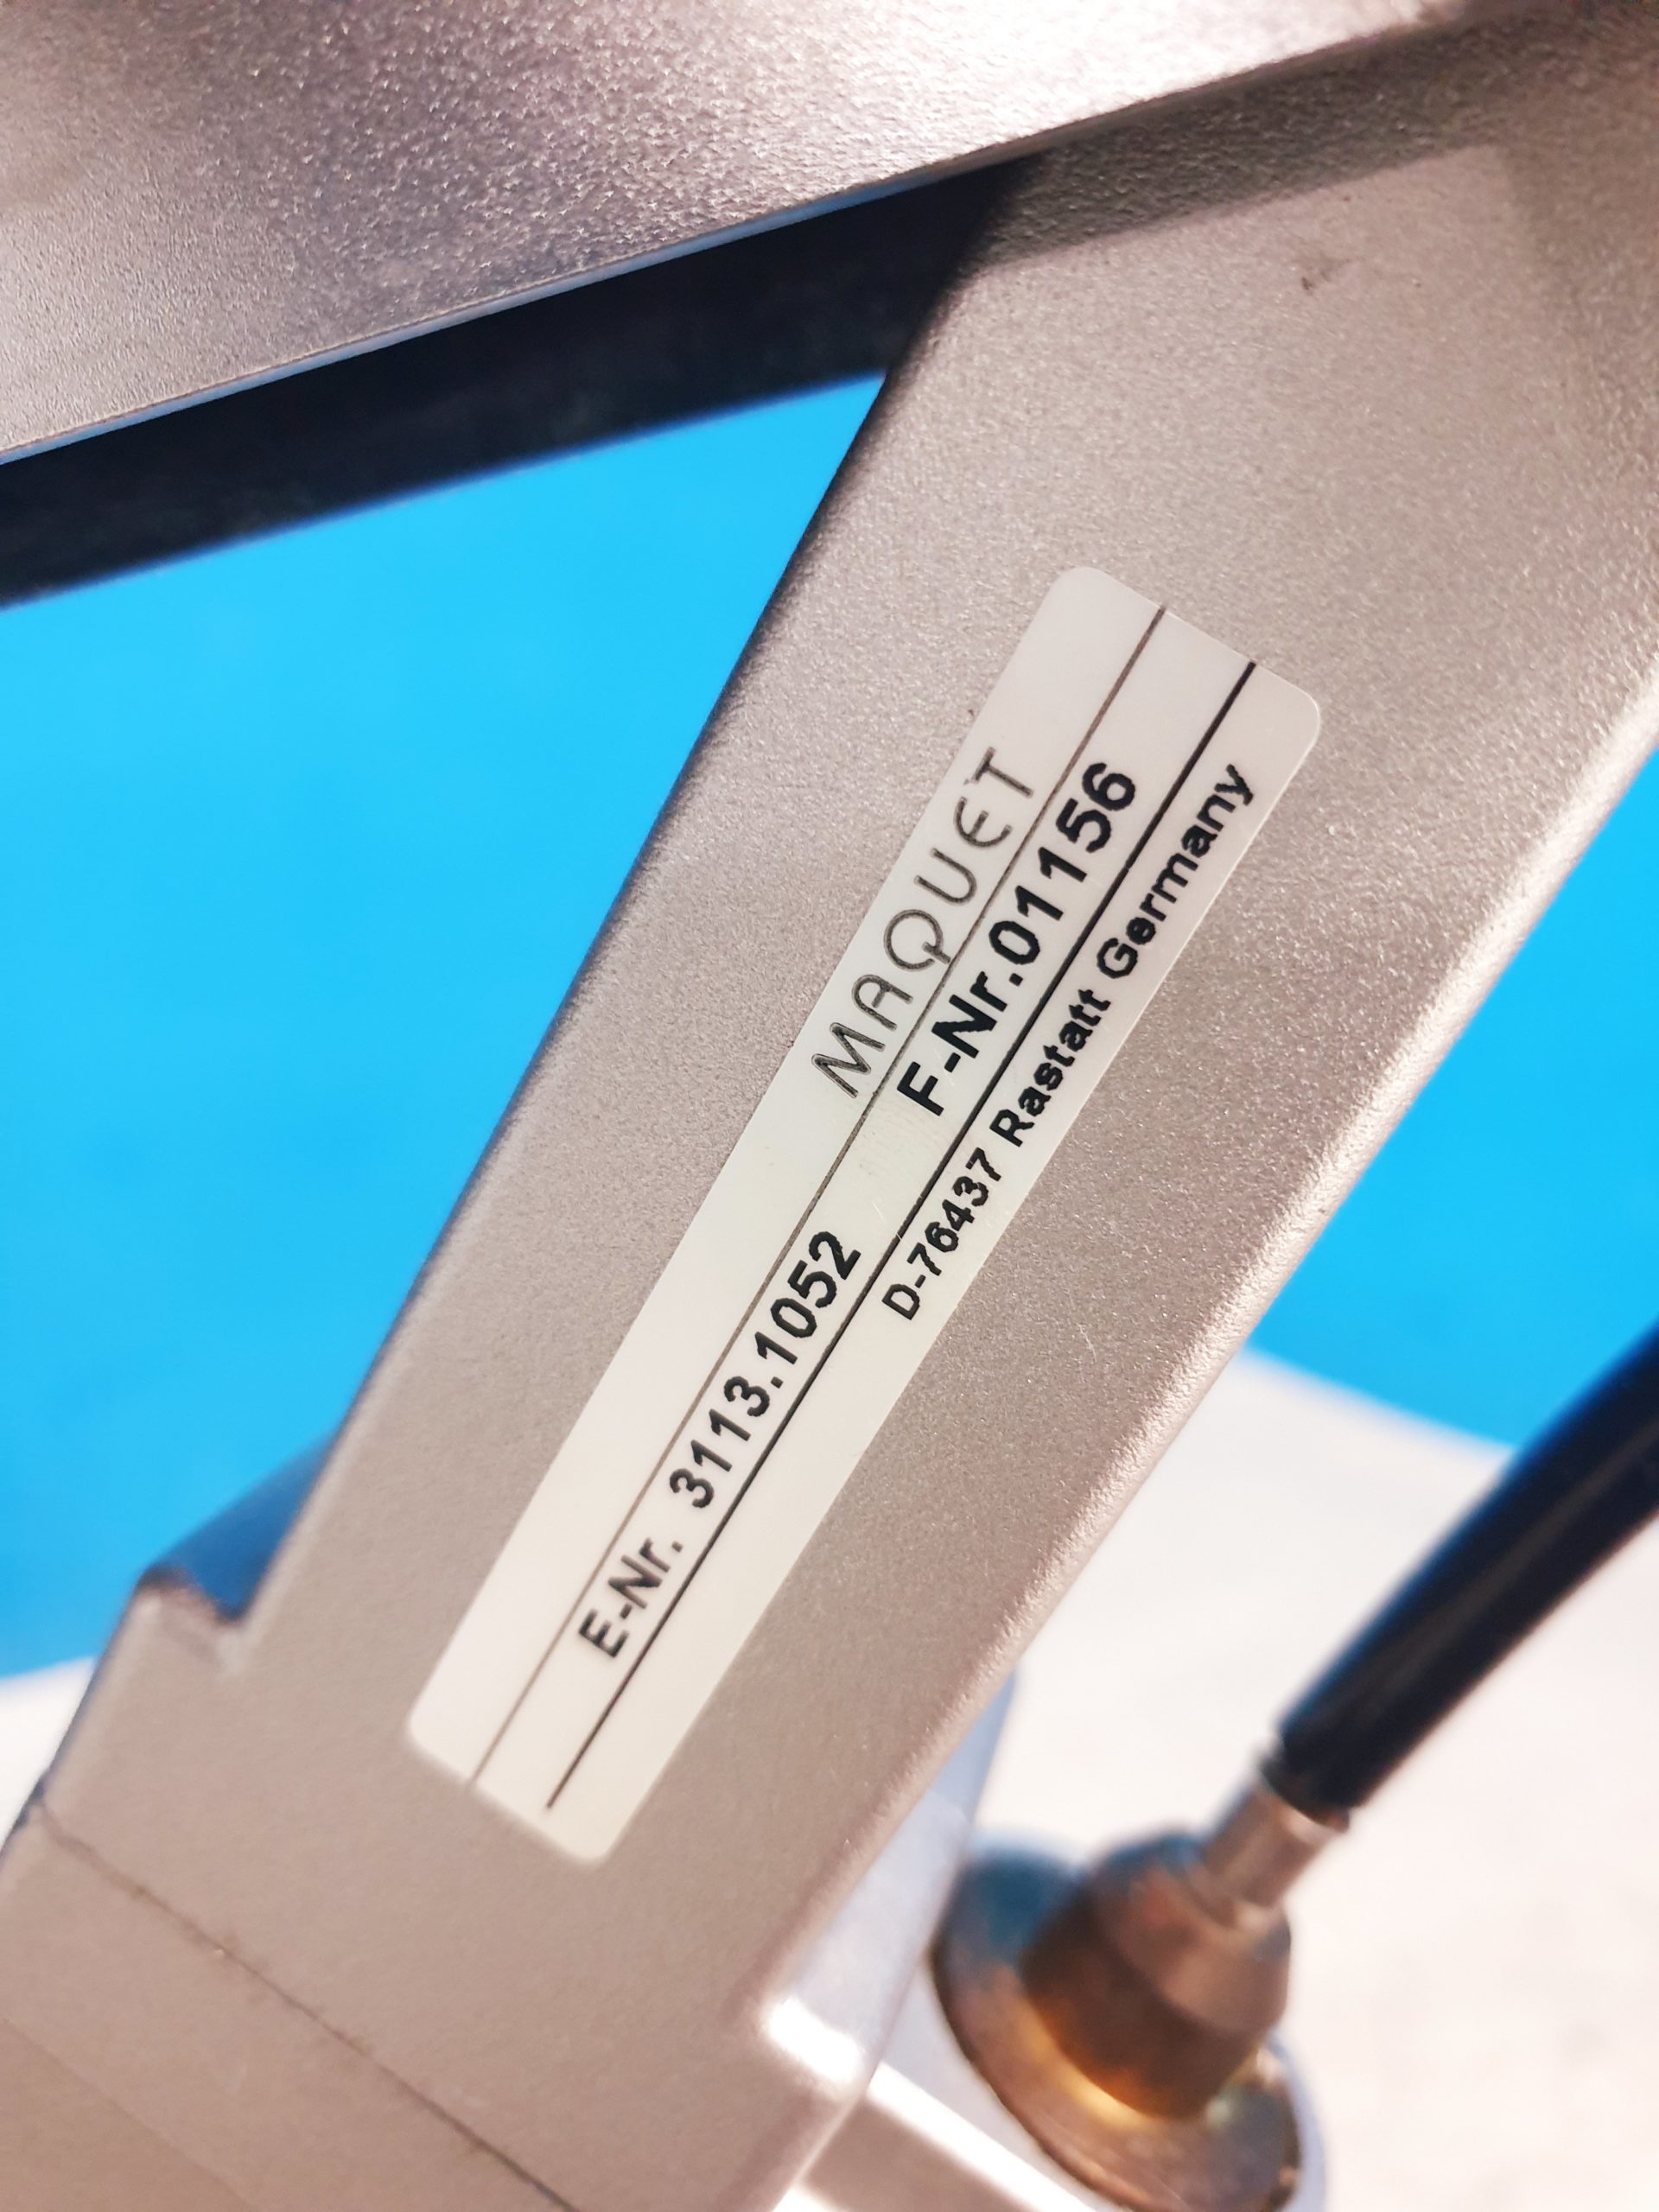 MAQUET
E-Nr. 3113.1052 F-Nr.01156
D-76437 Rastatt Germany